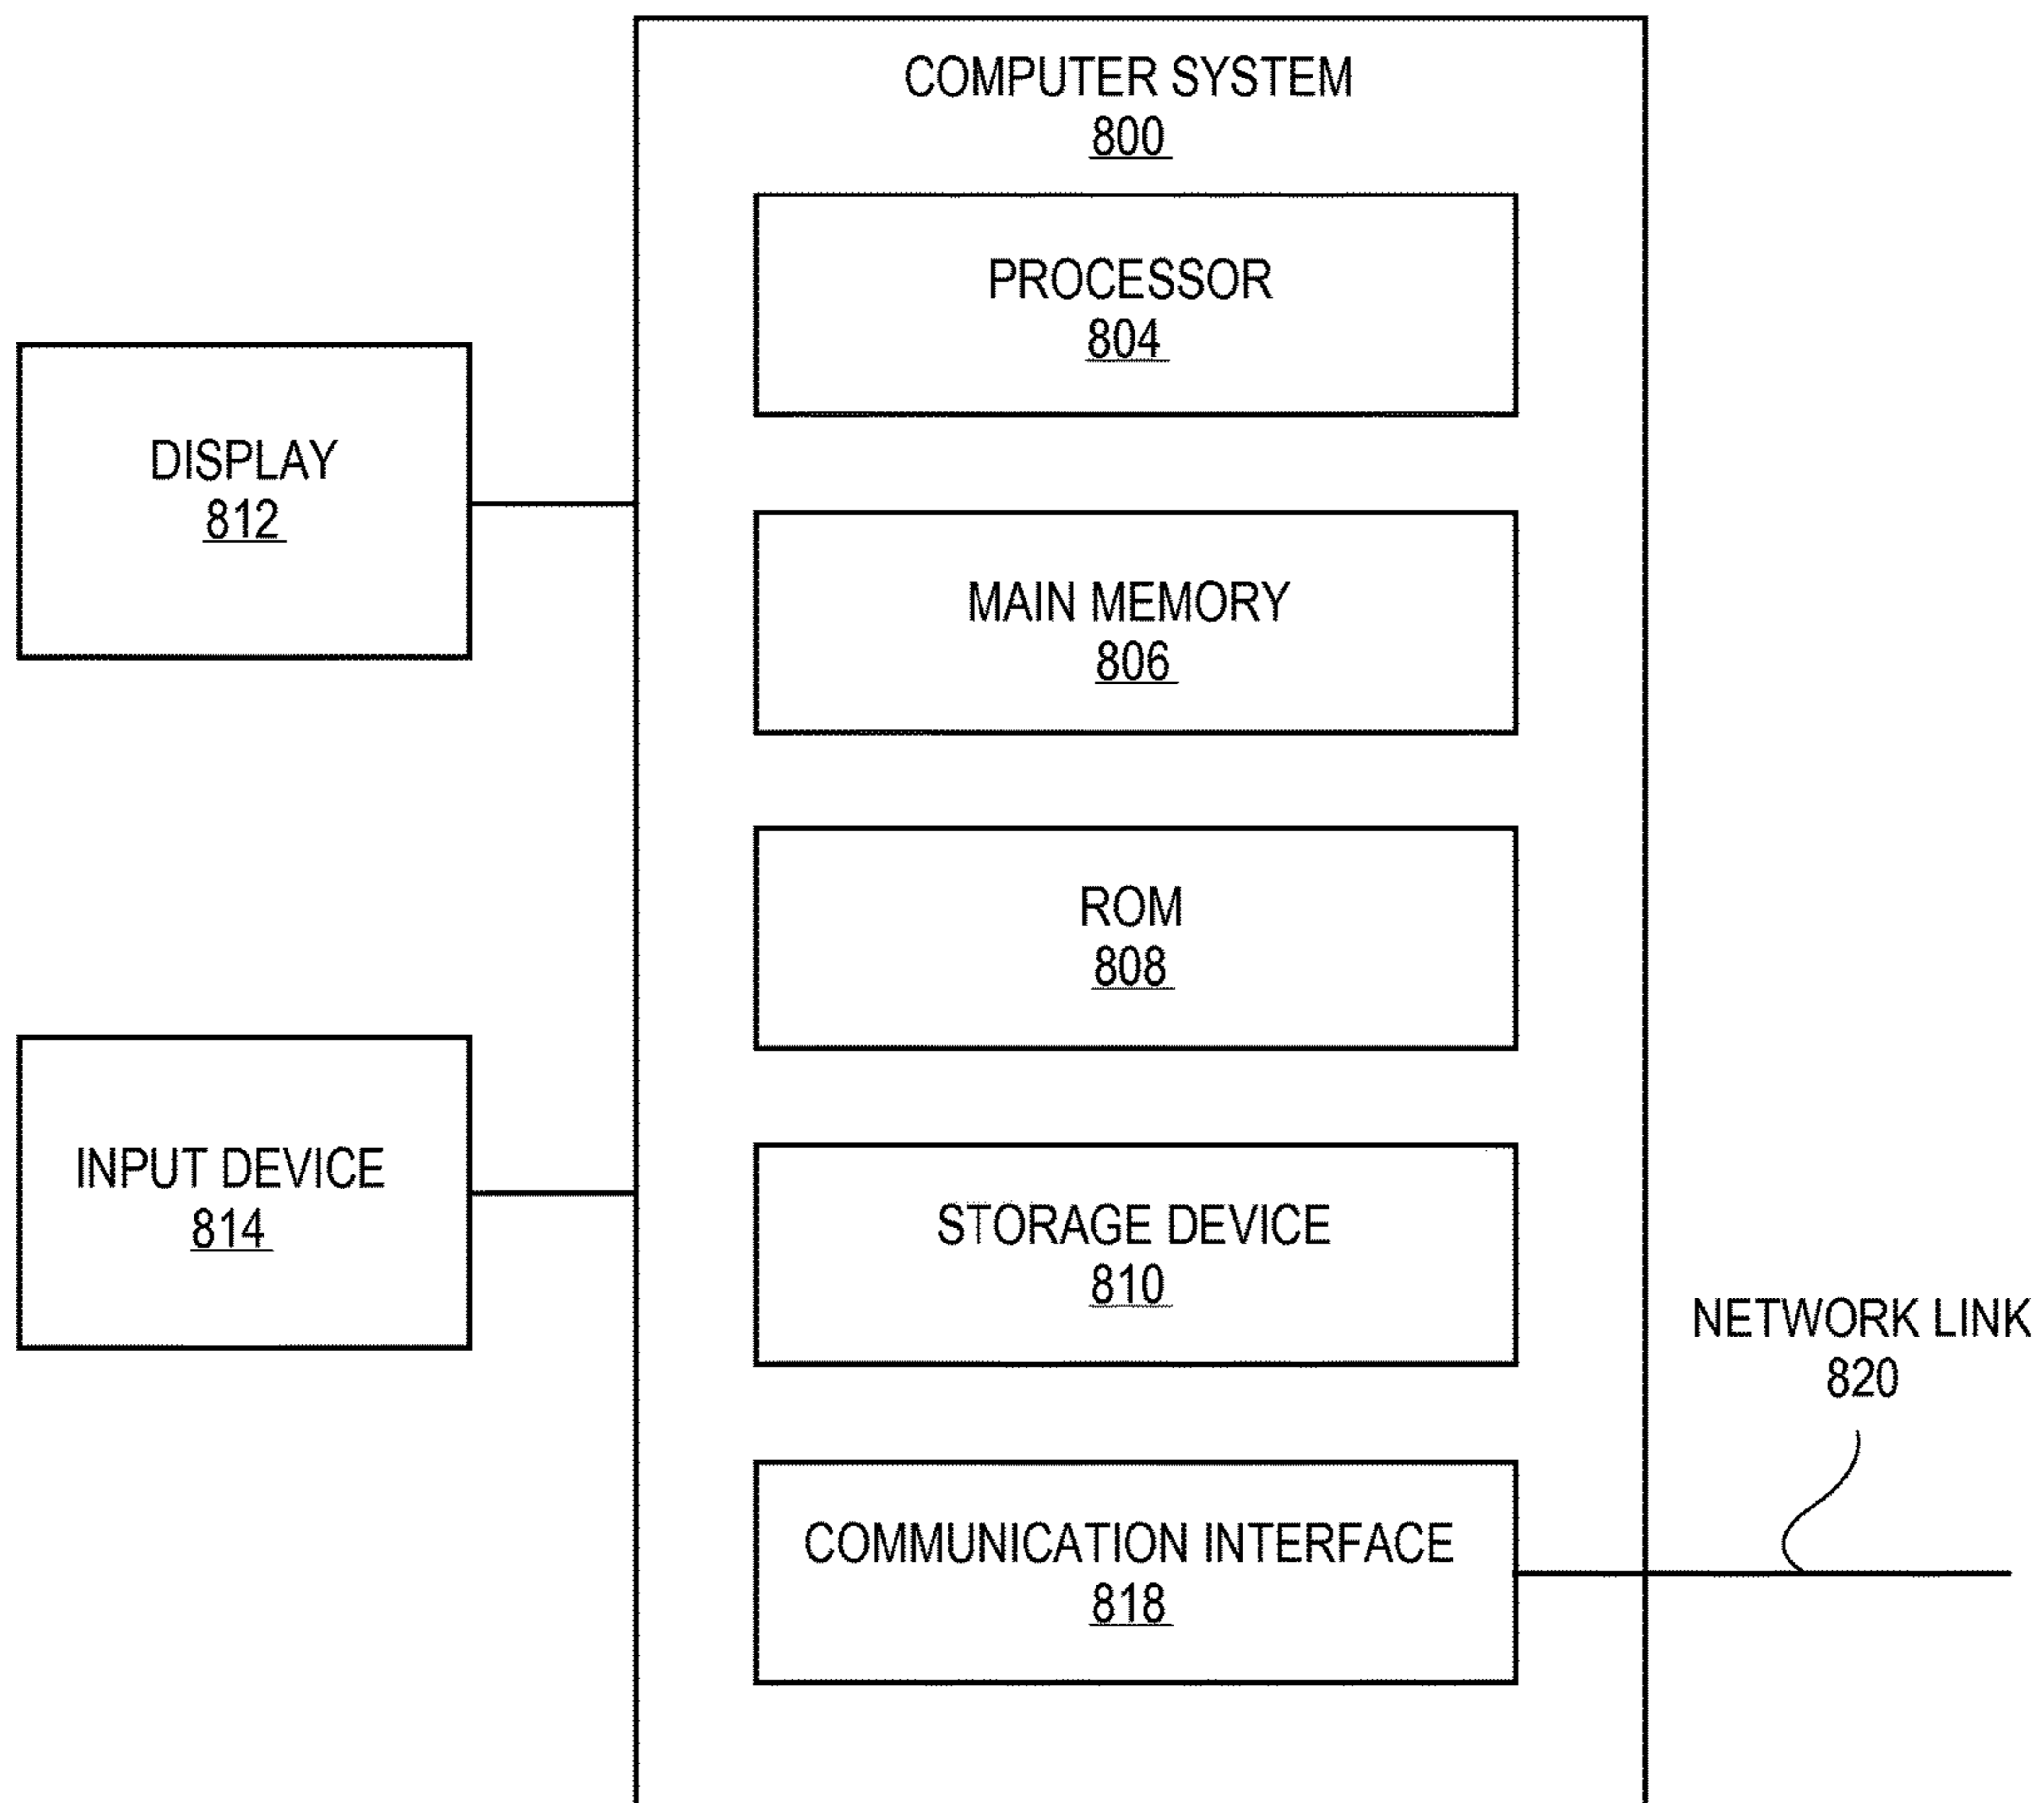 COMPUTER SYSTEM
800
PROCESSOR
804
DISPLAY
812
MAIN MEMORY
806
ROM
808
INPUT DEVICE
814
STORAGE DEVICE
810
NETWORK LINK
820
COMMUNICATION INTERFACE
818